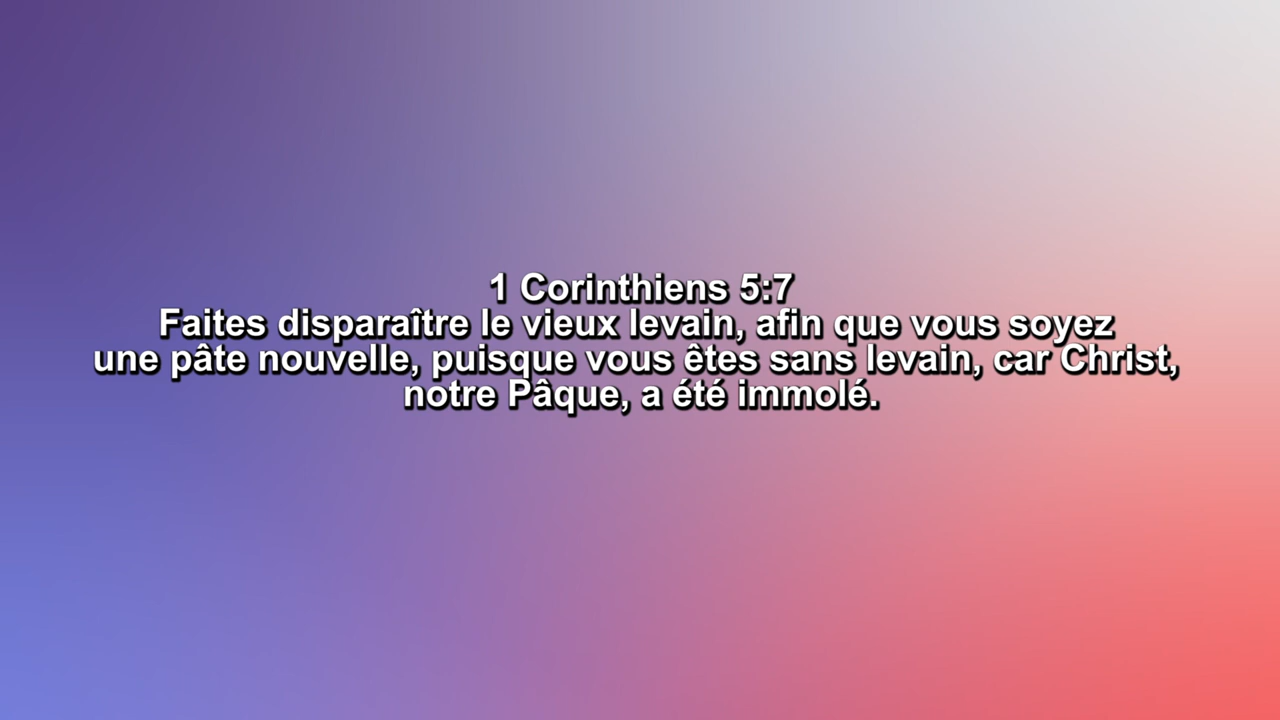 1 Corinthiens 5:7
Faites disparaître le vieux levain, afin que vous soyez
une pâte nouvelle, puisque vous êtes sans levain, car Christ,
notre Pâque, a été immolé.